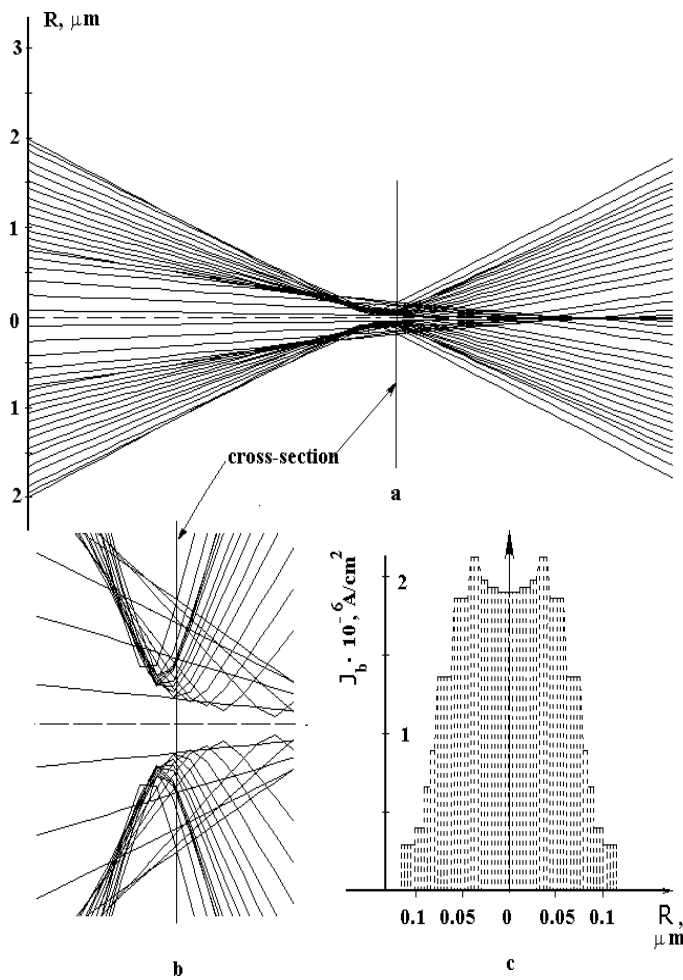 R, μm
3
2
1
0
1
2
cross-section
a
J_b · 10^-6, A/cm^2
2
1
0.1 0.05 0 0.05 0.1 R, μm
b
c